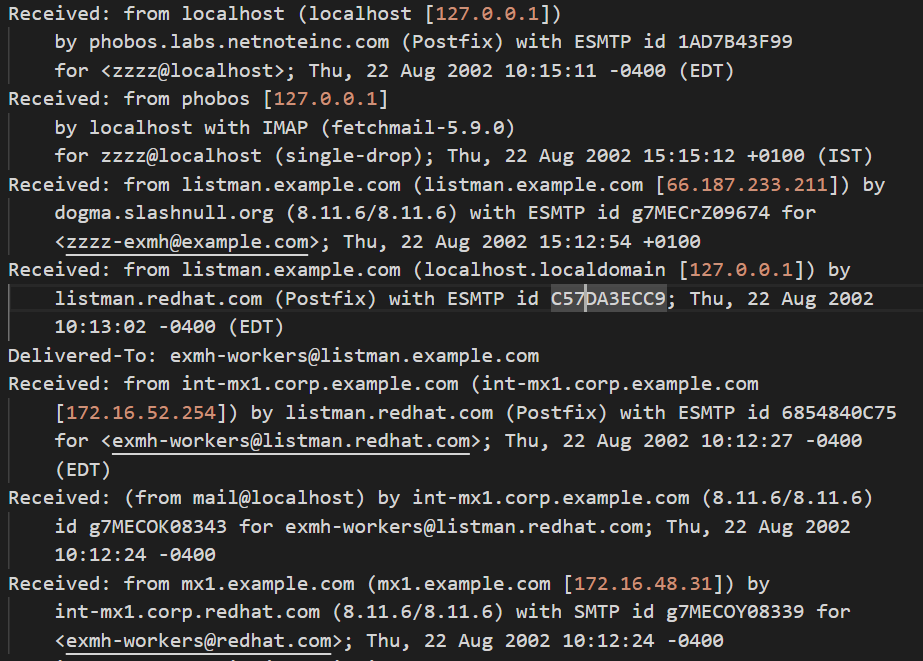 Received: from localhost (localhost [127.0.0.1])
by phobos.labs.netnoteinc.com (Postfix) with ESMTP id 1AD7B43F99
for <zzzz@localhost>; Thu, 22 Aug 2002 10:15:11 -0400 (EDT)
Received: from phobos [127.0.0.1]
by localhost with IMAP (fetchmail-5.9.0)
for zzzz@localhost (single-drop); Thu, 22 Aug 2002 15:15:12 +0100 (IST)
Received: from listman.example.com (listman.example.com [66.187.233.211]) by
dogma.slashnull.org (8.11.6/8.11.6) with ESMTP id g7MECrZ09674 for
<zzzz-exmh@example.com>; Thu, 22 Aug 2002 15:12:54 +0100
Received: from listman.example.com (localhost.localdomain [127.0.0.1]) by
listman.redhat.com (Postfix) with ESMTP id C57DA3ECC9; Thu, 22 Aug 2002
10:13:02 -0400 (EDT)
Delivered-To: exmh-workers@listman.example.com
Received: from int-mx1.corp.example.com (int-mx1.corp.example.com
[172.16.52.254]) by listman.redhat.com (Postfix) with ESMTP id 6854840C75
for <exmh-workers@listman.redhat.com>; Thu, 22 Aug 2002 10:12:27 -0400
(EDT)
Received: (from mail@localhost) by int-mx1.corp.example.com (8.11.6/8.11.6)
id g7MECOK08343 for exmh-workers@listman.redhat.com; Thu, 22 Aug 2002
10:12:24 -0400
Received: from mx1.example.com (mx1.example.com [172.16.48.31]) by
int-mx1.corp.redhat.com (8.11.6/8.11.6) with SMTP id g7MECOY08339 for
<exmh-workers@redhat.com>; Thu, 22 Aug 2002 10:12:24 -0400